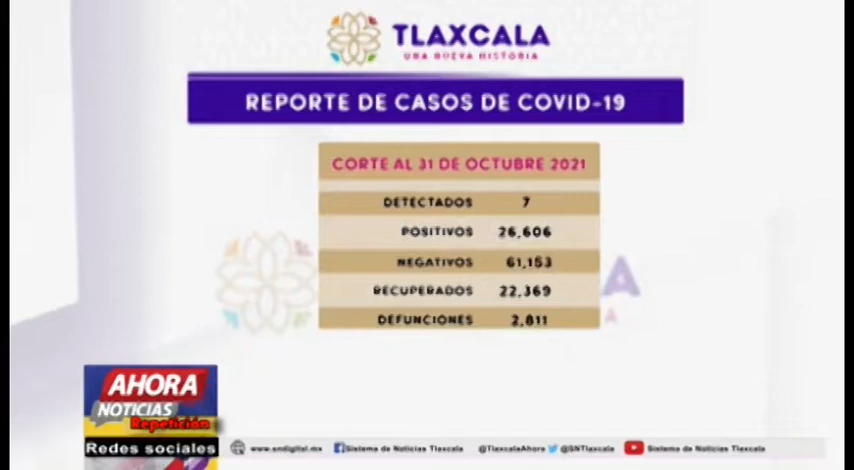 TLAXCALA
UNA NUEVA HISTORIA
REPORTE DE CASOS DE COVID-19
CORTE AL 31 DE OCTUBRE 2021
DETECTADOS 7
POSITIVOS 26,606
NEGATIVOS 61,153
RECUPERADOS 22,369
DEFUNCIONES 2,811
A
A
AHORA
NOTICIAS
Repetición
Redes sociales
www.sndigital.mx Sistema de Noticias Tlaxcala @TlaxcalaAhora @SNTlaxcala Sistema de Noticias Tlaxcala